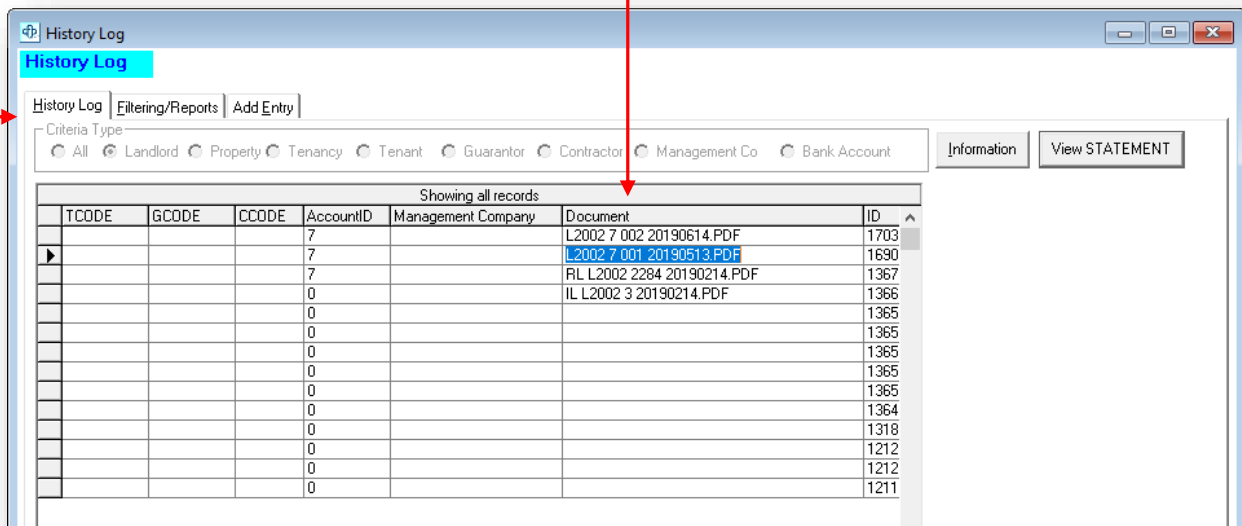 History Log
History Log
History Log Filtering/Reports Add Entry
Criteria Type
All Landlord Property Tenancy Tenant Guarantor Contractor Management Co Bank Account Information View STATEMENT
Showing all records
TCODE GCODE CCODE AccountID Management Company Document ID
7 L2002 7 002 20190614.PDF 1703
7 L2002 7 001 20190513.PDF 1690
7 RL L2002 2284 20190214.PDF 1367
0 IL L2002 3 20190214.PDF 1366
0 1365
0 1365
0 1365
0 1365
0 1365
0 1364
0 1318
0 1212
0 1212
0 1211